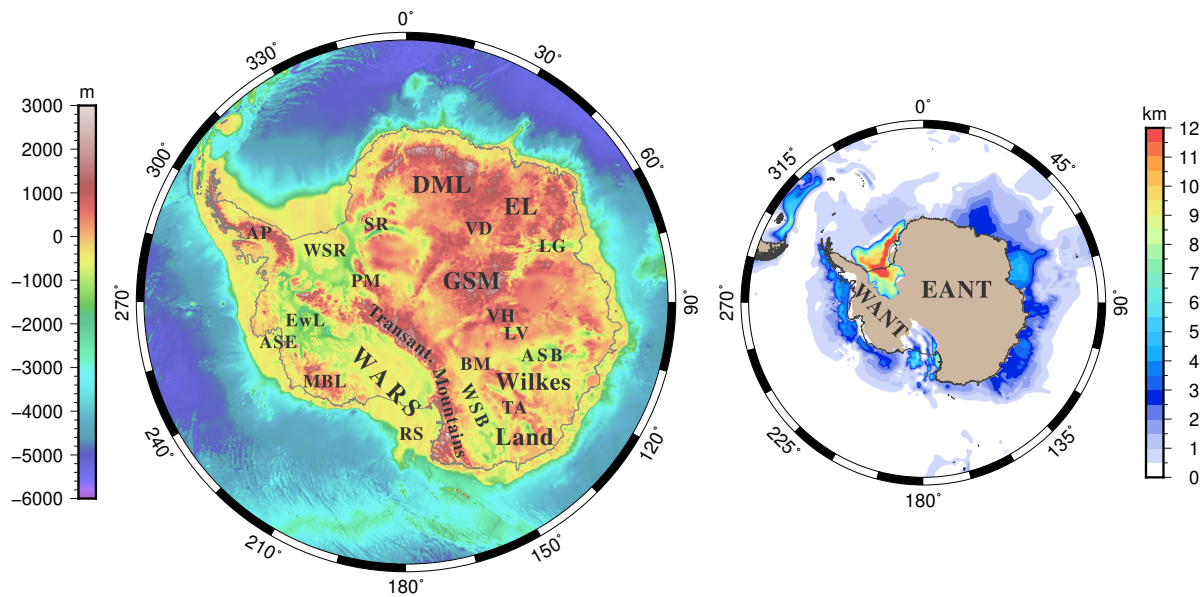 m
3000
2000
1000
0
−1000
−2000
−3000
−4000
−5000
−6000
0˚
30˚
60˚
90˚
120˚
150˚
180˚
210˚
240˚
270˚
300˚
330˚
DML
EL
SR
VD
AP
WSR
LG
PM
GSM
EwL
Transant.
VH
LV
ASE
ASB
WARS
BM
MBL
Mountains
Wilkes
WSB
TA
RS
Land
0˚
45˚
90˚
135˚
180˚
225˚
270˚
315˚
WANT
EANT
km
12
11
10
9
8
7
6
5
4
3
2
1
0